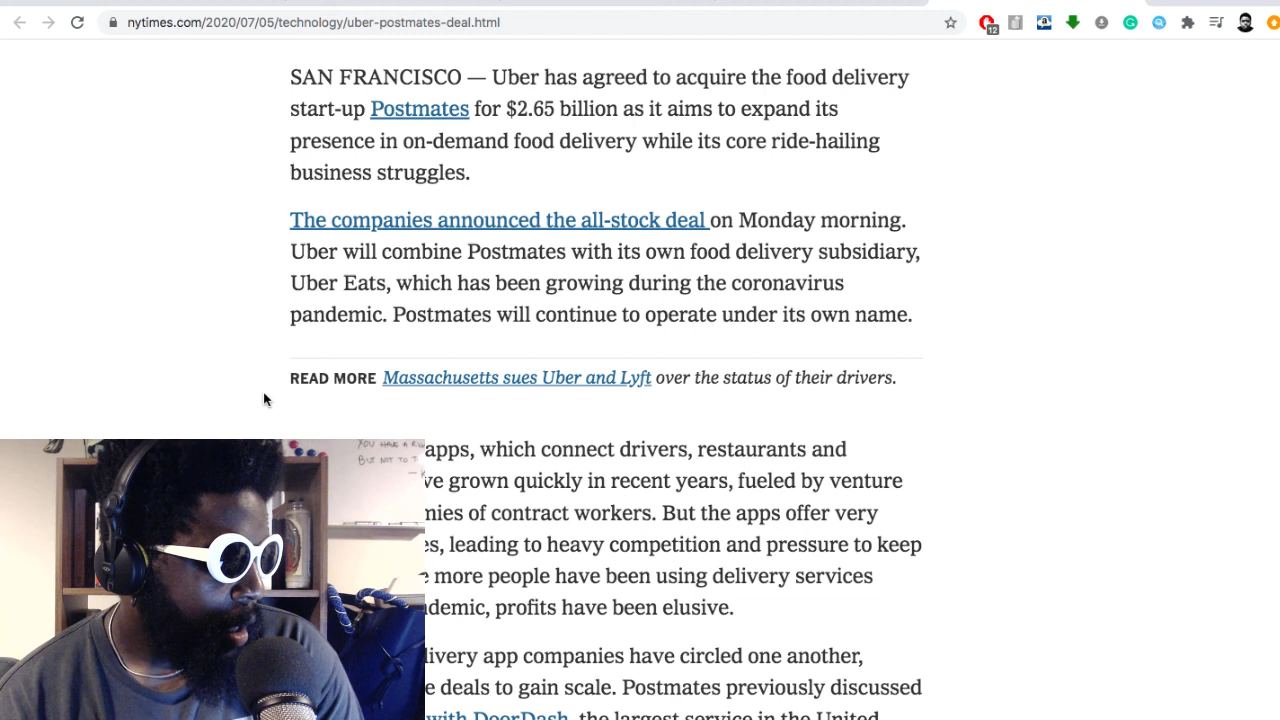 nytimes.com/2020/07/05/technology/uber-postmates-deal.html
12
SAN FRANCISCO — Uber has agreed to acquire the food delivery
start-up Postmates for $2.65 billion as it aims to expand its
presence in on-demand food delivery while its core ride-hailing
business struggles.
The companies announced the all-stock deal on Monday morning.
Uber will combine Postmates with its own food delivery subsidiary,
Uber Eats, which has been growing during the coronavirus
pandemic. Postmates will continue to operate under its own name.
READ MORE Massachusetts sues Uber and Lyft over the status of their drivers.
apps, which connect drivers, restaurants and
grown quickly in recent years, fueled by venture
of contract workers. But the apps offer very
leading to heavy competition and pressure to keep
more people have been using delivery services
profits have been elusive.
app companies have circled one another,
deals to gain scale. Postmates previously discussed
with DoorDash, the largest service in the United
YOU HAVE A
BUT NOT TO